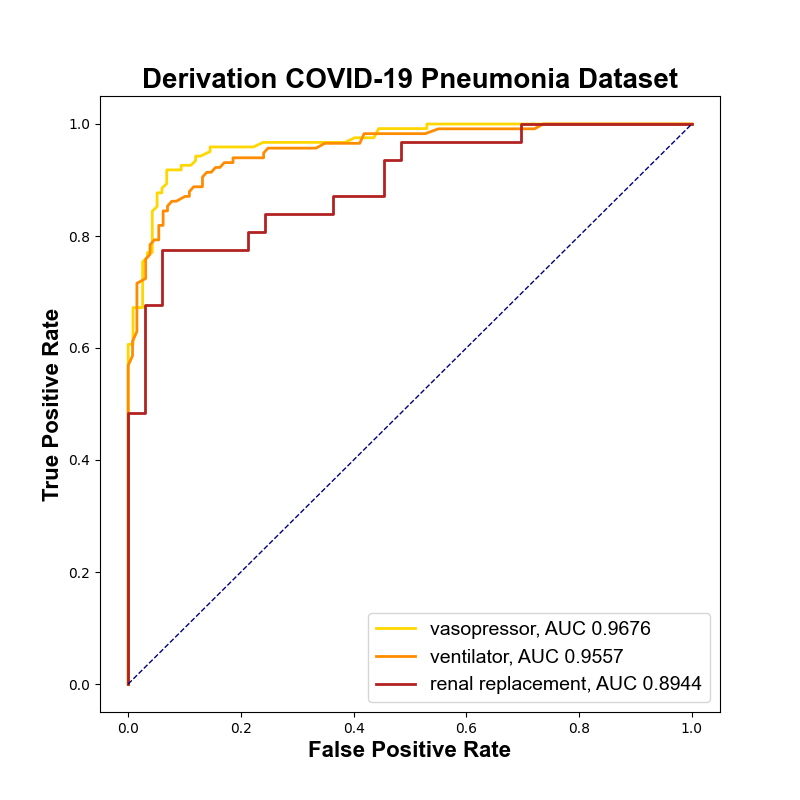 Derivation COVID-19 Pneumonia Dataset
True Positive Rate
1.0
0.8
0.6
0.4
0.2
0.0
vasopressor, AUC 0.9676
ventilator, AUC 0.9557
renal replacement, AUC 0.8944
0.0 0.2 0.4 0.6 0.8 1.0
False Positive Rate